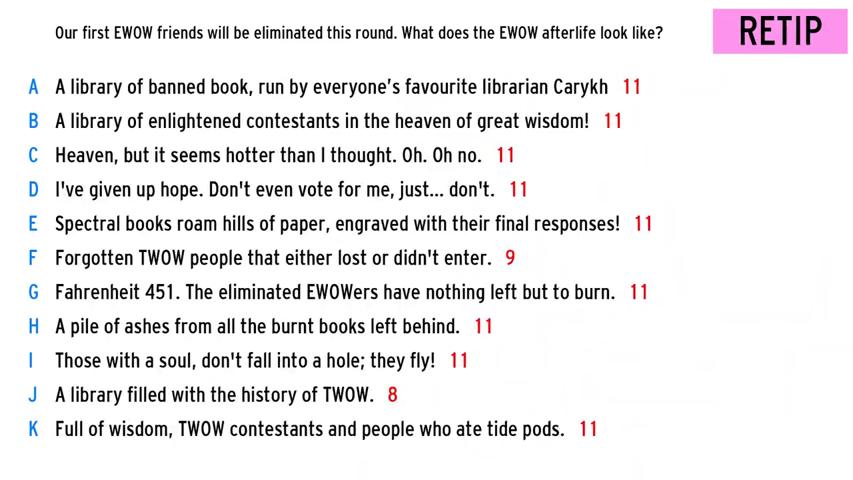 Our first EWOW friends will be eliminated this round. What does the EWOW afterlife look like?
RETIP
A A library of banned book, run by everyone's favourite librarian Carykh 11
B A library of enlightened contestants in the heaven of great wisdom! 11
C Heaven, but it seems hotter than I thought. Oh. Oh no. 11
D I've given up hope. Don't even vote for me, just... don't. 11
E Spectral books roam hills of paper, engraved with their final responses! 11
F Forgotten TWOW people that either lost or didn't enter. 9
G Fahrenheit 451. The eliminated EWOWers have nothing left but to burn. 11
H A pile of ashes from all the burnt books left behind. 11
I Those with a soul, don't fall into a hole; they fly! 11
J A library filled with the history of TWOW. 8
K Full of wisdom, TWOW contestants and people who ate tide pods. 11